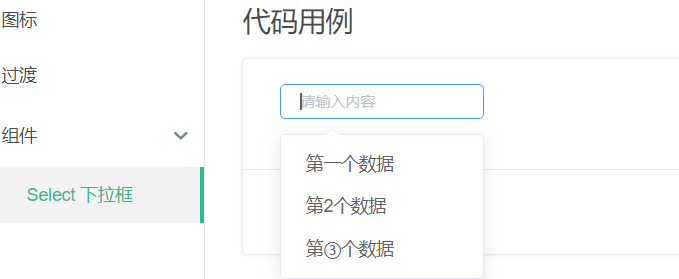 图标
过渡
组件
Select 下拉框
代码用例
请输入内容
第一个数据
第2个数据
第③个数据